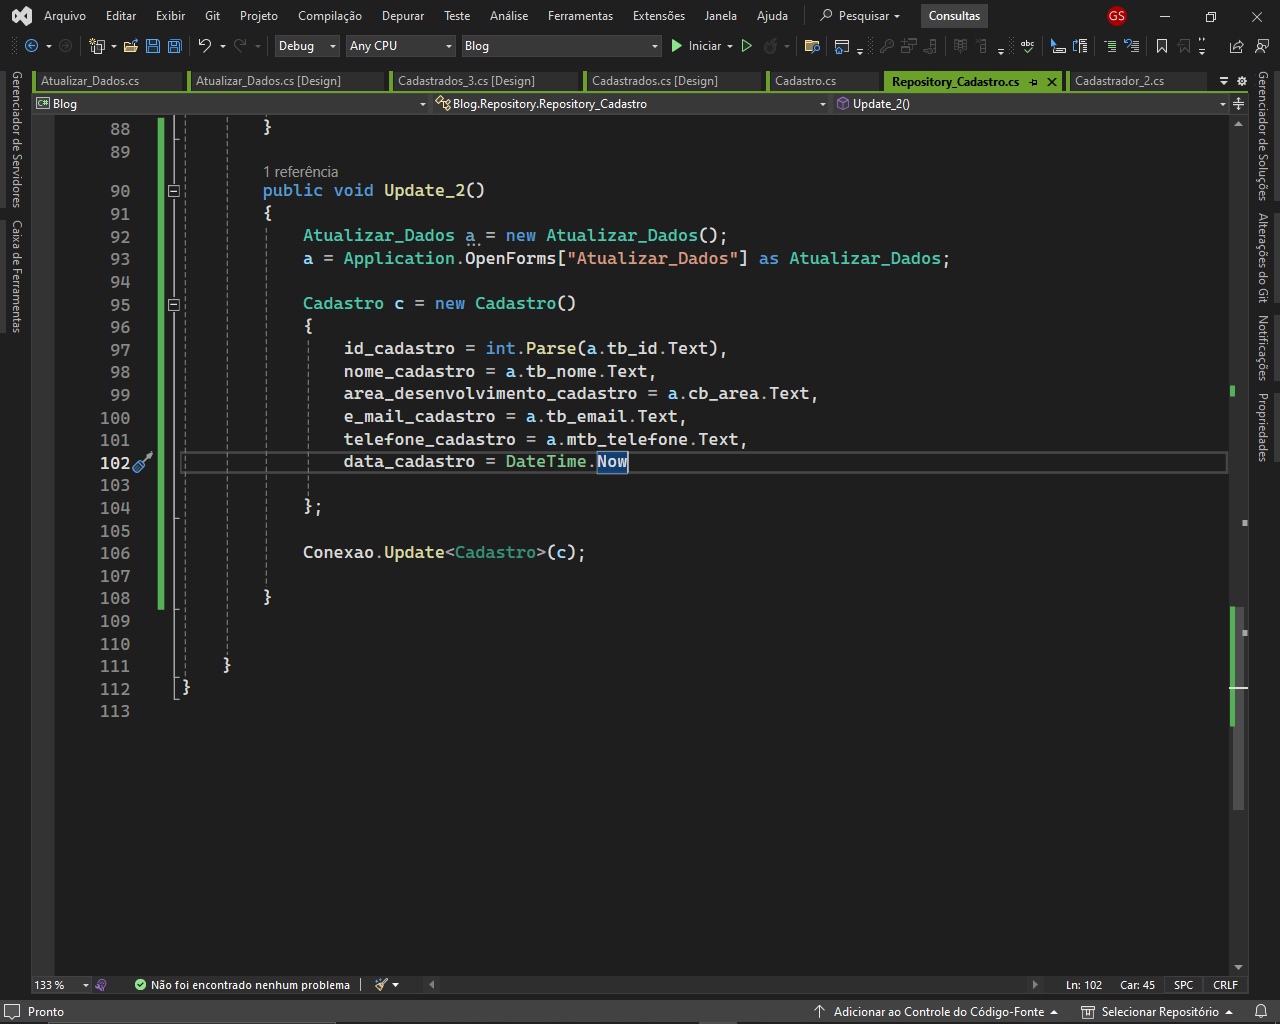 Arquivo Editar Exibir Git Projeto Compilação Depurar Teste Análise Ferramentas Extensões Janela Ajuda Pesquisar Consultas GS
Debug Any CPU Blog Iniciar
Atualizar_Dados.cs Atualizar_Dados.cs [Design] Cadastrados_3.cs [Design] Cadastrados.cs [Design] Cadastro.cs Repository_Cadastro.cs Cadastrador_2.cs
C# Blog Blog.Repository.Repository_Cadastro Update_2()
Gerenciador de Servidores
Caixa de Ferramentas
88 }
89
1 referência
90 public void Update_2()
91 {
92 Atualizar_Dados a = new Atualizar_Dados();
93 a = Application.OpenForms["Atualizar_Dados"] as Atualizar_Dados;
94
95 Cadastro c = new Cadastro()
96 {
97 id_cadastro = int.Parse(a.tb_id.Text),
98 nome_cadastro = a.tb_nome.Text,
99 area_desenvolvimento_cadastro = a.cb_area.Text,
100 e_mail_cadastro = a.tb_email.Text,
101 telefone_cadastro = a.mtb_telefone.Text,
102 data_cadastro = DateTime.Now
103
104 };
105
106 Conexao.Update<Cadastro>(c);
107
108 }
109
110
111 }
112 }
113
Gerenciador de Soluções
Alterações do Git
Notificações
Propriedades
133 % Não foi encontrado nenhum problema Ln: 102 Car: 45 SPC CRLF
Pronto Adicionar ao Controle do Código-Fonte Selecionar Repositório